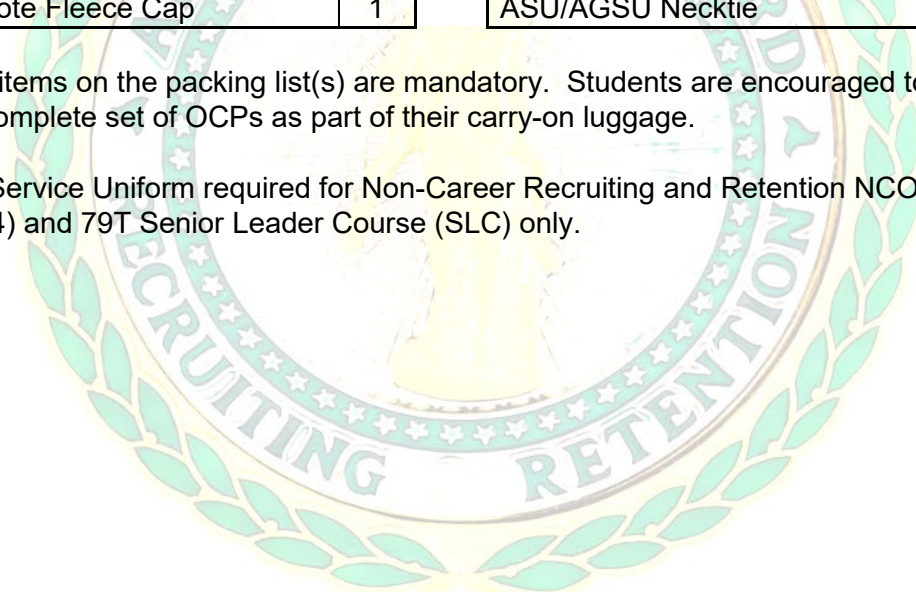 ote Fleece Cap 1 ASU/AGSU Necktie
items on the packing list(s) are mandatory. Students are encouraged to
omplete set of OCPs as part of their carry-on luggage.
Service Uniform required for Non-Career Recruiting and Retention NCO
4) and 79T Senior Leader Course (SLC) only.
RECRUITING RETENTION